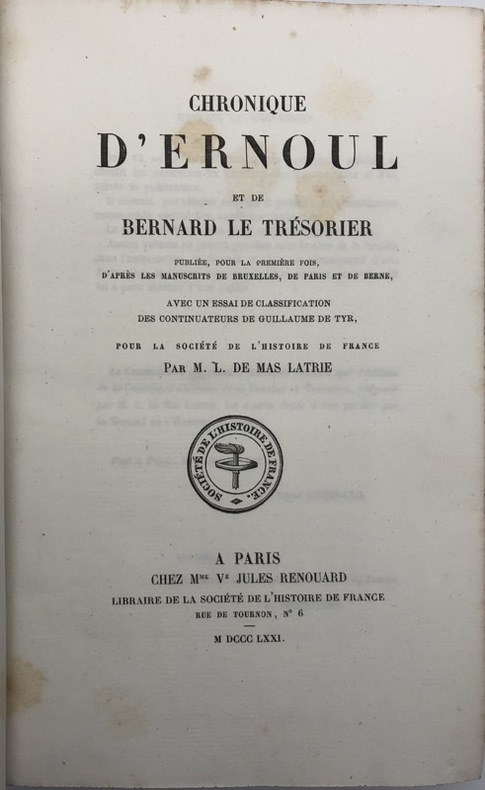 CHRONIQUE
D'ERNOUL
ET DE
BERNARD LE TRÉSORIER
PUBLIÉE, POUR LA PREMIÈRE FOIS,
D'APRÈS LES MANUSCRITS DE BRUXELLES, DE PARIS ET DE BERNE,
AVEC UN ESSAI DE CLASSIFICATION
DES CONTINUATEURS DE GUILLAUME DE TYR,
POUR LA SOCIÉTÉ DE L'HISTOIRE DE FRANCE
PAR M. L. DE MAS LATRIE
SOCIÉTÉ DE L'HISTOIRE DE FRANCE.
A PARIS
CHEZ MME VE JULES RENOUARD
LIBRAIRE DE LA SOCIÉTÉ DE L'HISTOIRE DE FRANCE
RUE DE TOURNON, N° 6
M DCCC LXXI.